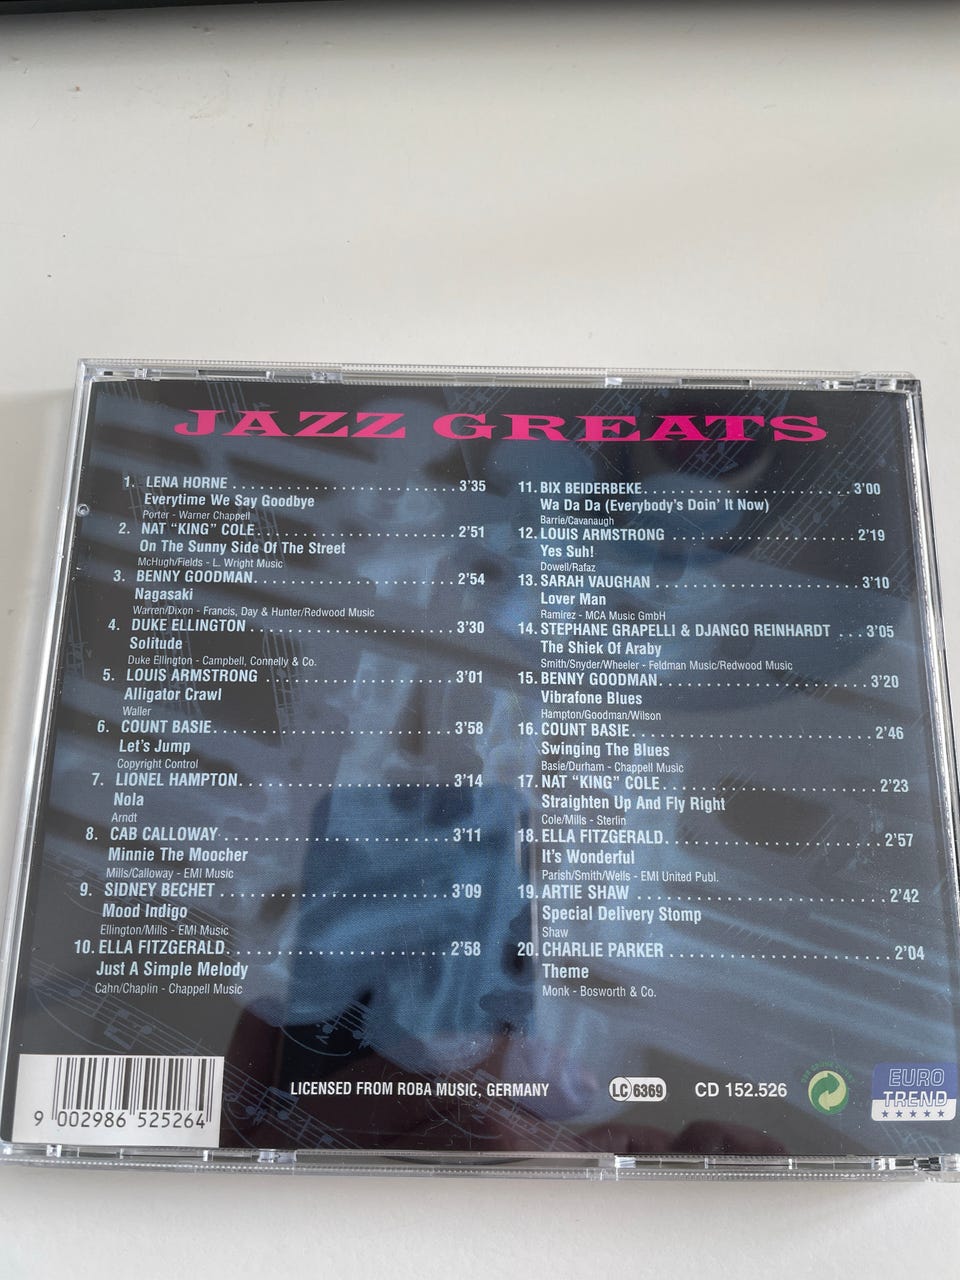 JAZZ GREATS
1. LENA HORNE ........................ 3'35
Everytime We Say Goodbye
Porter - Warner Chappell
2. NAT “KING” COLE ..................... 2'51
On The Sunny Side Of The Street
McHugh/Fields - L. Wright Music
3. BENNY GOODMAN..................... 2'54
Nagasaki
Warren/Dixon - Francis, Day & Hunter/Redwood Music
4. DUKE ELLINGTON ...................... 3'30
Solitude
Duke Ellington - Campbell, Connelly & Co.
5. LOUIS ARMSTRONG .................... 3'01
Alligator Crawl
Waller
6. COUNT BASIE......................... 3'58
Let's Jump
Copyright Control
7. LIONEL HAMPTON...................... 3'14
Nola
Arndt
8. CAB CALLOWAY........................ 3'11
Minnie The Moocher
Mills/Calloway - EMI Music
9. SIDNEY BECHET ........................ 3'09
Mood Indigo
Ellington/Mills - EMI Music
10. ELLA FITZGERALD....................... 2'58
Just A Simple Melody
Cahn/Chaplin - Chappell Music
11. BIX BEIDERBEKE...................... 3'00
Wa Da Da (Everybody's Doin' It Now)
Barrie/Cavanaugh
12. LOUIS ARMSTRONG .................... 2'19
Yes Suh!
Dowell/Rafaz
13. SARAH VAUGHAN ...................... 3'10
Lover Man
Ramirez - MCA Music GmbH
14. STEPHANE GRAPELLI & DJANGO REINHARDT ... 3'05
The Shiek Of Araby
Smith/Snyder/Wheeler - Feldman Music/Redwood Music
15. BENNY GOODMAN...................... 3'20
Vibrafone Blues
Hampton/Goodman/Wilson
16. COUNT BASIE.......................... 2'46
Swinging The Blues
Basie/Durham - Chappell Music
17. NAT “KING” COLE....................... 2'23
Straighten Up And Fly Right
Cole/Mills - Sterlin
18. ELLA FITZGERALD....................... 2'57
It's Wonderful
Parish/Smith/Wells - EMI United Publ.
19. ARTIE SHAW ........................... 2'42
Special Delivery Stomp
Shaw
20. CHARLIE PARKER ....................... 2'04
Theme
Monk - Bosworth & Co.
9 002986 525264
LICENSED FROM ROBA MUSIC, GERMANY
LC 6369
CD 152.526
EURO
TREND